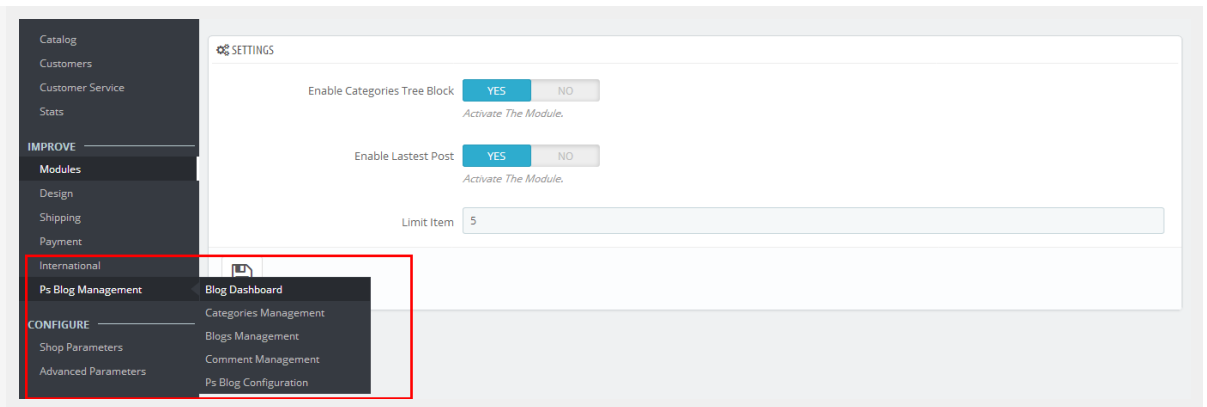 Catalog
Customers
Customer Service
Stats
IMPROVE
Modules
Design
Shipping
Payment
International
Ps Blog Management
CONFIGURE
Shop Parameters
Advanced Parameters
Blog Dashboard
Categories Management
Blogs Management
Comment Management
Ps Blog Configuration
SETTINGS
Enable Categories Tree Block YES NO
Activate The Module.
Enable Lastest Post YES NO
Activate The Module.
Limit Item 5